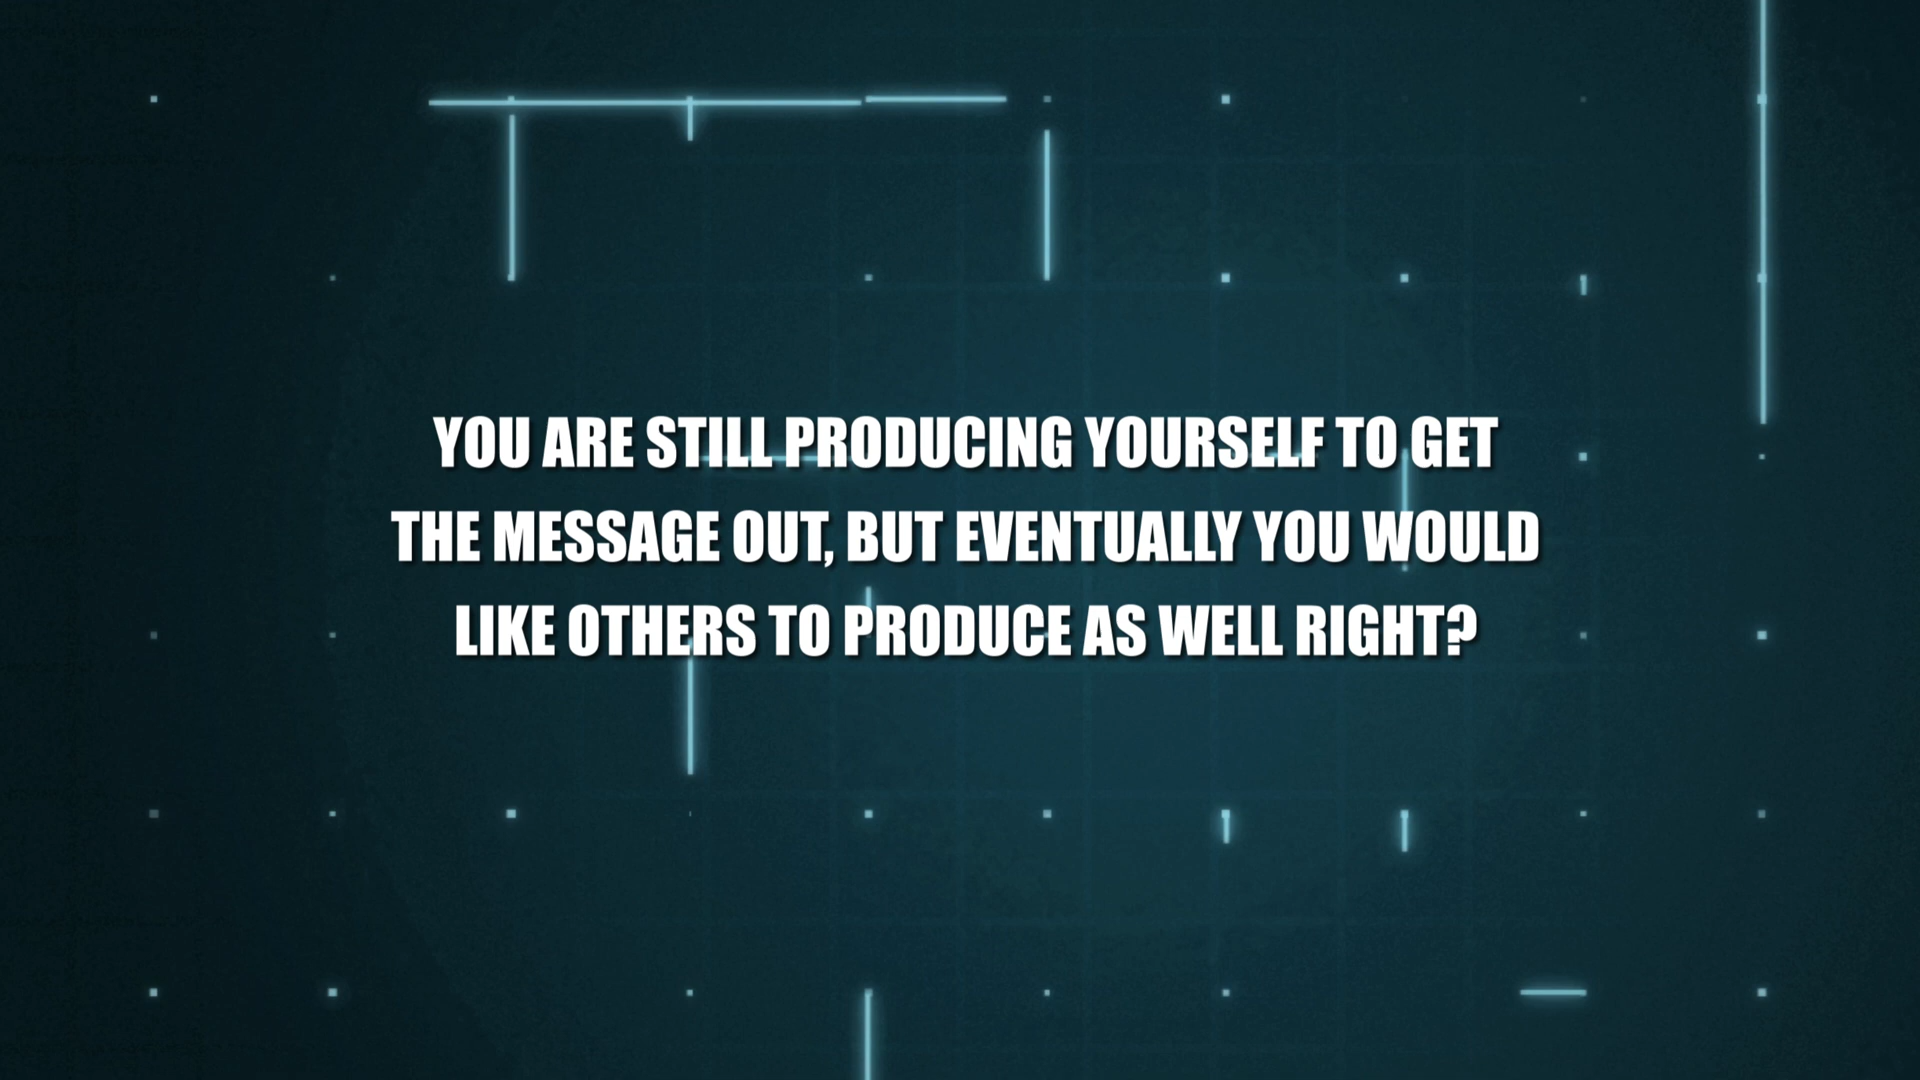 YOU ARE STILL PRODUCING YOURSELF TO GET
THE MESSAGE OUT, BUT EVENTUALLY YOU WOULD
LIKE OTHERS TO PRODUCE AS WELL RIGHT?